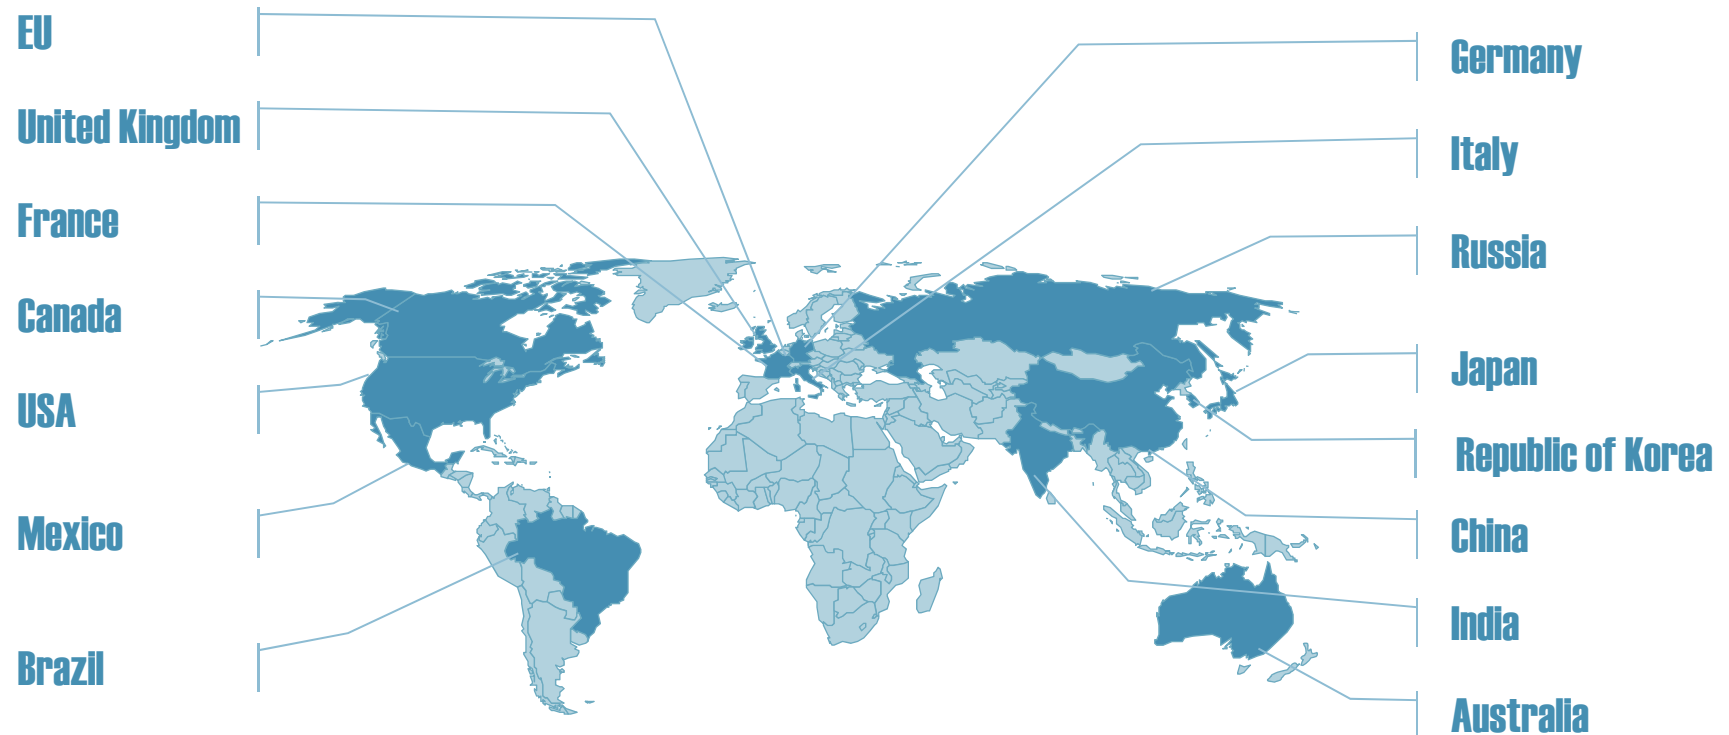 EU
United Kingdom
France
Canada
USA
Mexico
Brazil
Germany
Italy
Russia
Japan
Republic of Korea
China
India
Australia